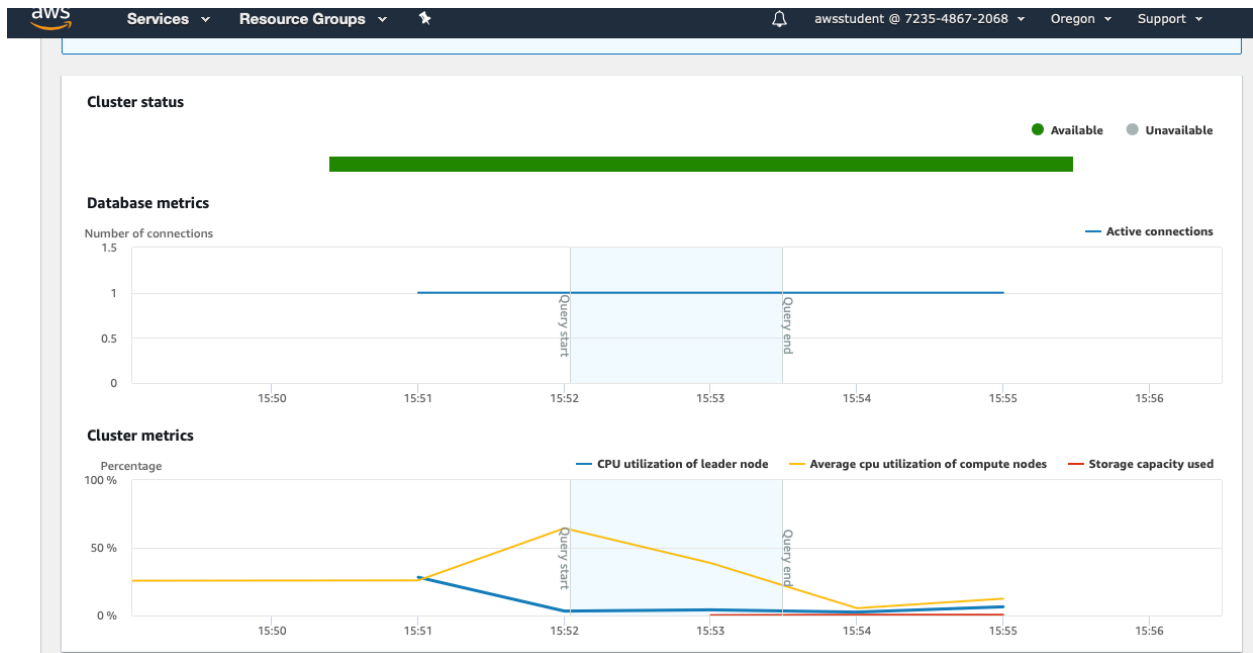 aws Services Resource Groups awsstudent @ 7235-4867-2068 Oregon Support
Cluster status
Available Unavailable
Database metrics
Number of connections
Active connections
1.5
1
0.5
0
Query start
Query end
15:50 15:51 15:52 15:53 15:54 15:55 15:56
Cluster metrics
Percentage
CPU utilization of leader node Average cpu utilization of compute nodes Storage capacity used
100 %
50 %
0 %
Query start
Query end
15:50 15:51 15:52 15:53 15:54 15:55 15:56